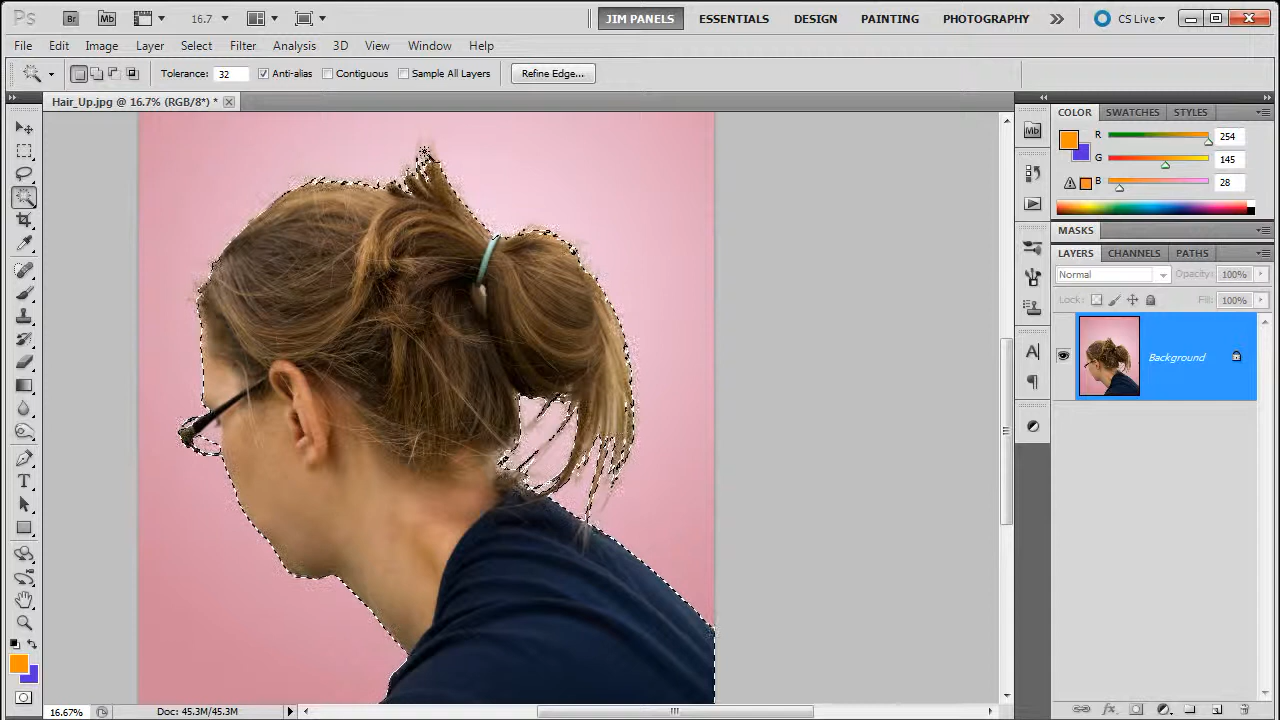 Ps Br Mb 16.7 JIM PANELS ESSENTIALS DESIGN PAINTING PHOTOGRAPHY CS Live
File Edit Image Layer Select Filter Analysis 3D View Window Help
Tolerance: 32 Anti-alias Contiguous Sample All Layers Refine Edge...
Hair_Up.jpg @ 16.7% (RGB/8*) *
COLOR SWATCHES STYLES
Mb
R 254
G 145
B 28
MASKS
LAYERS CHANNELS PATHS
Normal Opacity: 100%
Lock: Fill: 100%
Background
A
T
fx
16.67% Doc: 45.3M/45.3M